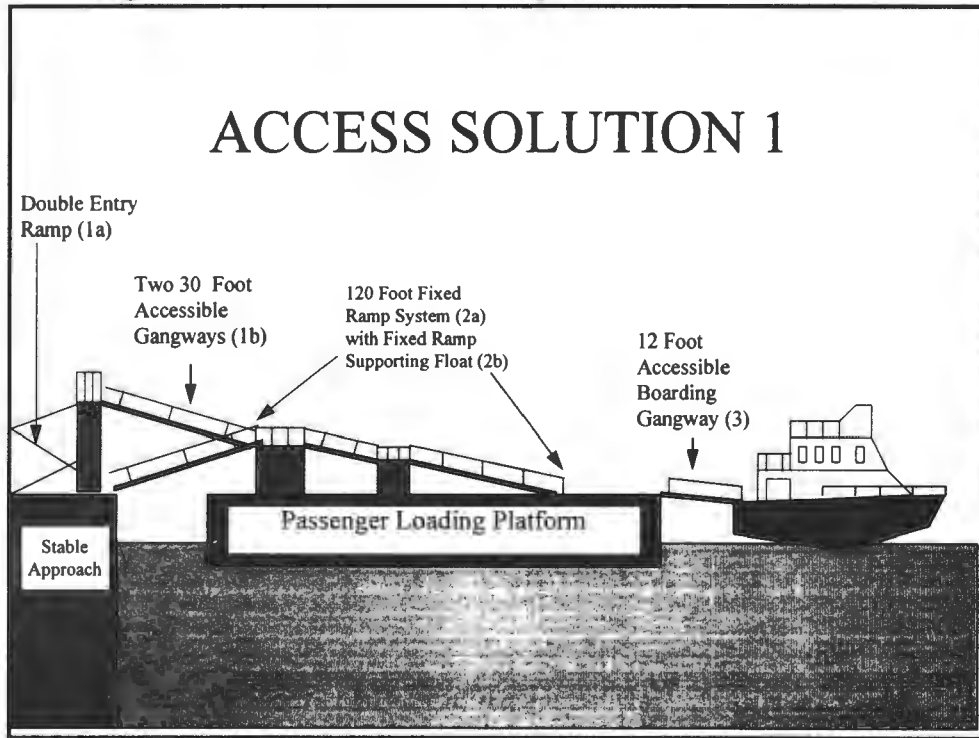 ACCESS SOLUTION 1
Double Entry
Ramp (1a)
Two 30 Foot
Accessible
Gangways (1b)
120 Foot Fixed
Ramp System (2a)
with Fixed Ramp
Supporting Float (2b)
12 Foot
Accessible
Boarding
Gangway (3)
Passenger Loading Platform
Stable
Approach